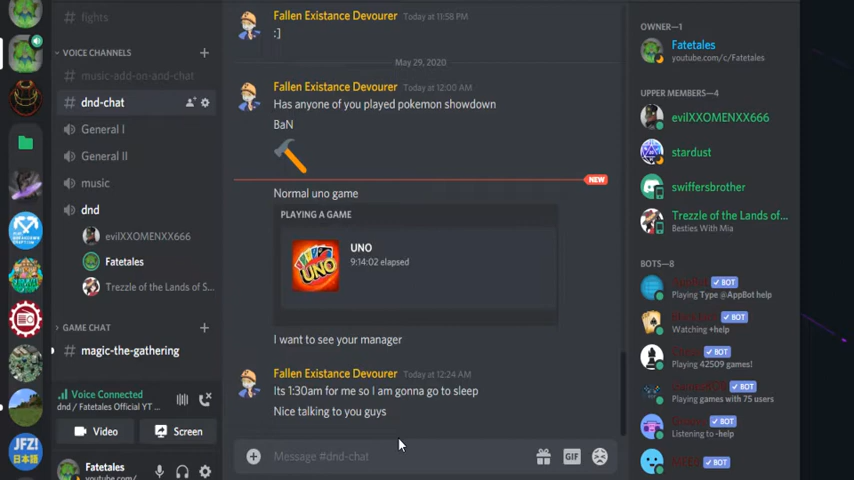 fights
VOICE CHANNELS
music-add-on-and-chat
dnd-chat
General I
General II
music
dnd
evilXXOMENXX666
Fatetales
Trezzle of the Lands of S...
GAME CHAT
magic-the-gathering
Voice Connected
dnd / Fatetales Official YT ...
Video
Screen
Fatetales
youtube.com/...
JFZ!
日本語
Fallen Existance Devourer Today at 11:58 PM
:]
May 29, 2020
Fallen Existance Devourer Today at 12:00 AM
Has anyone of you played pokemon showdown
BaN
NEW
Normal uno game
PLAYING A GAME
UNO
UNO
9:14:02 elapsed
I want to see your manager
Fallen Existance Devourer Today at 12:24 AM
Its 1:30am for me so I am gonna go to sleep
Nice talking to you guys
Message #dnd-chat
GIF
OWNER—1
Fatetales
youtube.com/c/Fatetales
UPPER MEMBERS—4
evilXXOMENXX666
stardust
swiffersbrother
Trezzle of the Lands of...
Besties With Mia
BOTS—8
BOT
Playing Type @AppBot help
BOT
Watching +help
BOT
Playing 42509 games!
BOT
Playing games with 75 users
BOT
Listening to -help
BOT